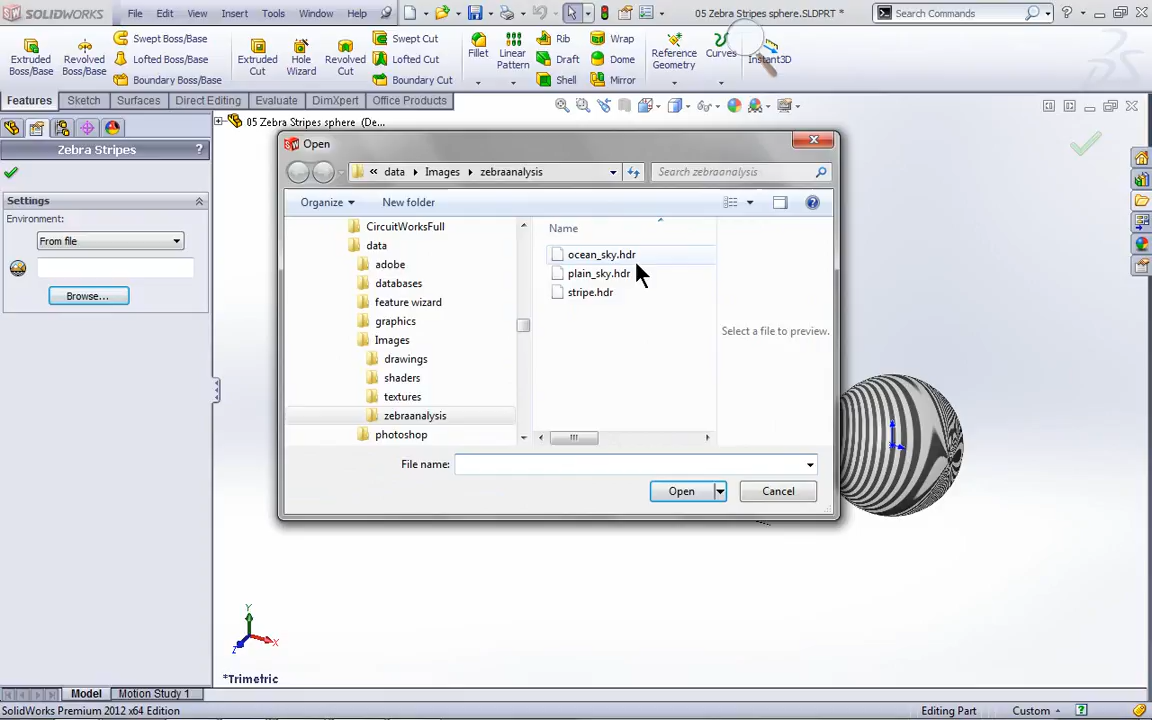 SOLIDWORKS File Edit View Insert Tools Window Help 05 Zebra Stripes sphere.SLDPRT * Search Commands
Extruded Boss/Base
Revolved Boss/Base
Swept Boss/Base
Lofted Boss/Base
Boundary Boss/Base
Extruded Cut
Hole Wizard
Revolved Cut
Swept Cut
Lofted Cut
Boundary Cut
Fillet
Linear Pattern
Rib
Draft
Shell
Wrap
Dome
Mirror
Reference Geometry
Curves
Instant3D
Features Sketch Surfaces Direct Editing Evaluate DimXpert Office Products
05 Zebra Stripes sphere (De...
Zebra Stripes ?
Settings
Environment:
From file
Browse...
Open
« data Images zebraanalysis Search zebraanalysis
Organize New folder
CircuitWorksFull
data
adobe
databases
feature wizard
graphics
Images
drawings
shaders
textures
zebraanalysis
photoshop
Name
ocean_sky.hdr
plain_sky.hdr
stripe.hdr
Select a file to preview.
File name:
Open Cancel
Y
X
Z
*Trimetric
Model Motion Study 1
SolidWorks Premium 2012 x64 Edition Editing Part Custom